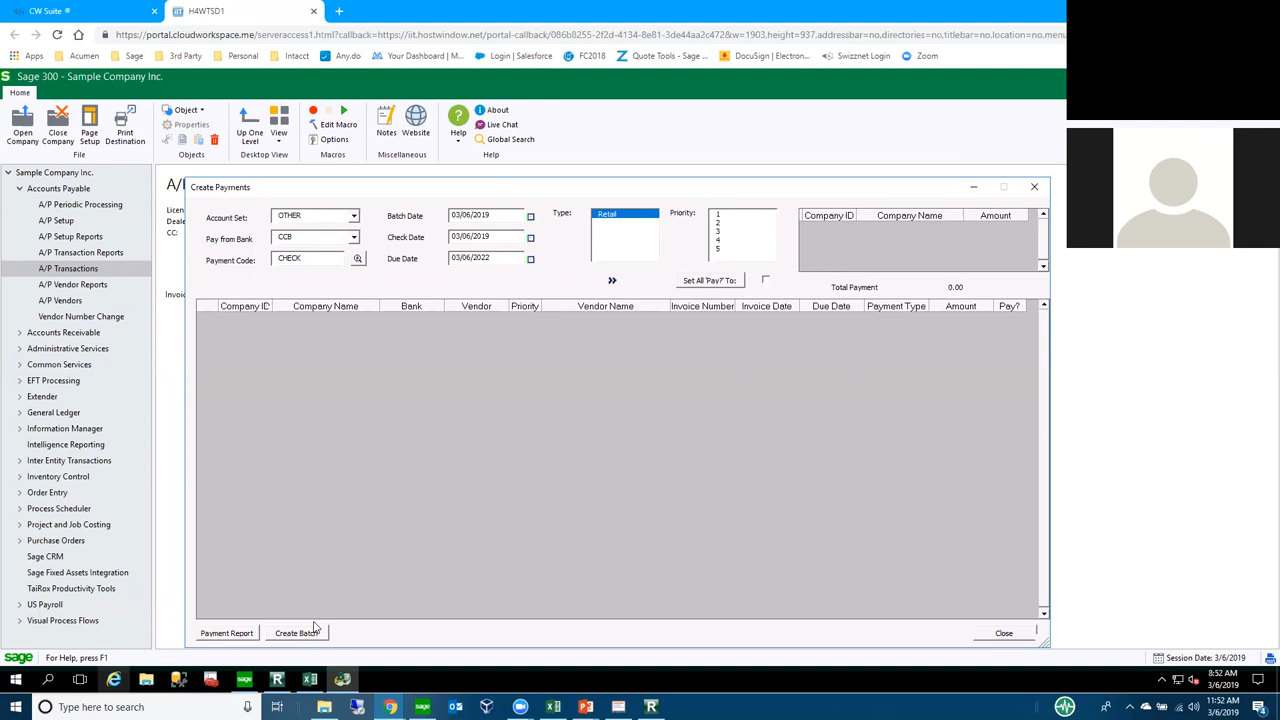 CW Suite ®
H4WTSD1
https://portal.cloudworkspace.me/serveraccess1.html?callback=https://iit.hostwindow.net/portal-callback/086b8255-2f2d-4134-8e81-3de44aa2c472&w=1903,height=937,addressbar=no,directories=no,titlebar=no,location=no,menu
Apps Acumen Sage 3rd Party Personal Intacct Any.do Your Dashboard | M... Login | Salesforce FC2018 Quote Tools - Sage ... DocuSign | Electron... Swizznet Login Zoom
Sage 300 - Sample Company Inc.
Home
Open Company
Close Company
Page Setup
Print Destination
File
Object
Properties
Objects
Up One Level
View
Desktop View
Edit Macro
Options
Macros
Notes
Website
Miscellaneous
Help
About
Live Chat
Global Search
Help
Sample Company Inc.
Accounts Payable
A/P Periodic Processing
A/P Setup
A/P Setup Reports
A/P Transaction Reports
A/P Transactions
A/P Vendor Reports
A/P Vendors
Vendor Number Change
Accounts Receivable
Administrative Services
Common Services
EFT Processing
Extender
General Ledger
Information Manager
Intelligence Reporting
Inter Entity Transactions
Inventory Control
Order Entry
Process Scheduler
Project and Job Costing
Purchase Orders
Sage CRM
Sage Fixed Assets Integration
TaiRox Productivity Tools
US Payroll
Visual Process Flows
A/P
Licen
Deale
CC:
Invoic
Create Payments
Account Set: OTHER
Pay from Bank CCB
Payment Code: CHECK
Batch Date 03/06/2019
Check Date 03/06/2019
Due Date 03/06/2022
Type: Retail
Priority: 1
2
3
4
5
Company ID Company Name Amount
Set All 'Pay?' To:
Total Payment 0.00
Company ID Company Name Bank Vendor Priority Vendor Name Invoice Number Invoice Date Due Date Payment Type Amount Pay?
Payment Report Create Batch Close
sage For Help, press F1 Session Date: 3/6/2019
8:52 AM
3/6/2019
Type here to search
11:52 AM
3/6/2019
4